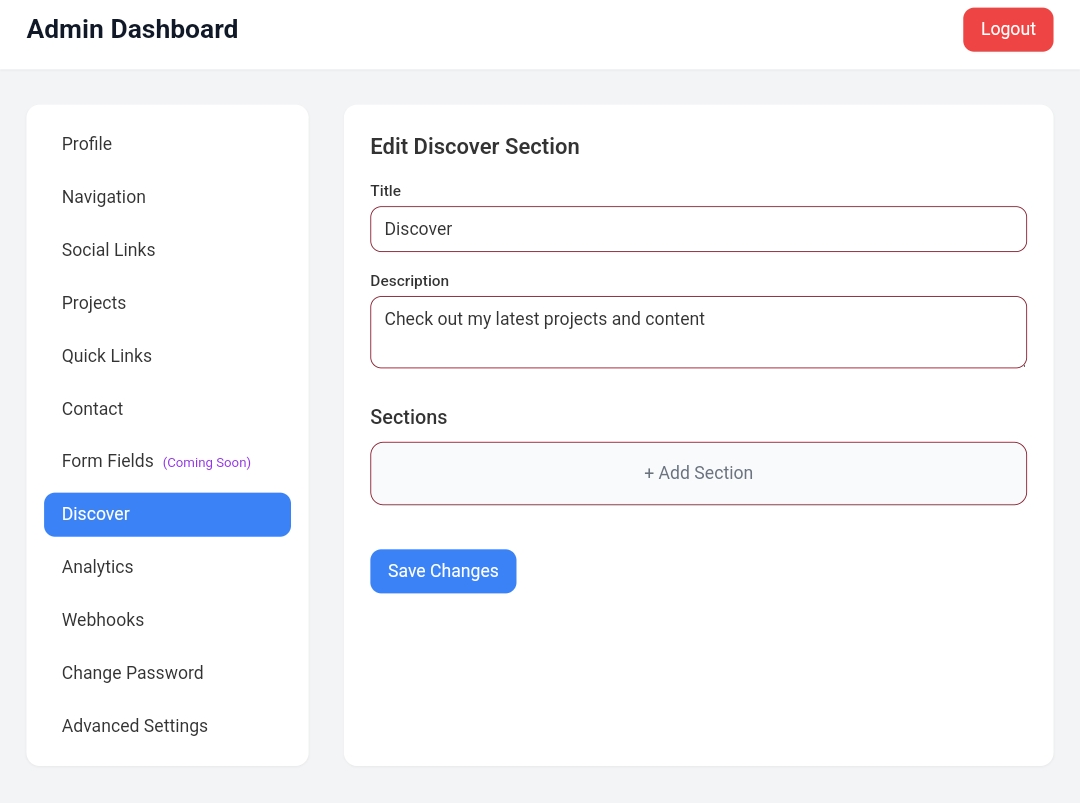 Admin Dashboard
Logout
Profile
Navigation
Social Links
Projects
Quick Links
Contact
Form Fields (Coming Soon)
Discover
Analytics
Webhooks
Change Password
Advanced Settings
Edit Discover Section
Title
Discover
Description
Check out my latest projects and content
Sections
+ Add Section
Save Changes